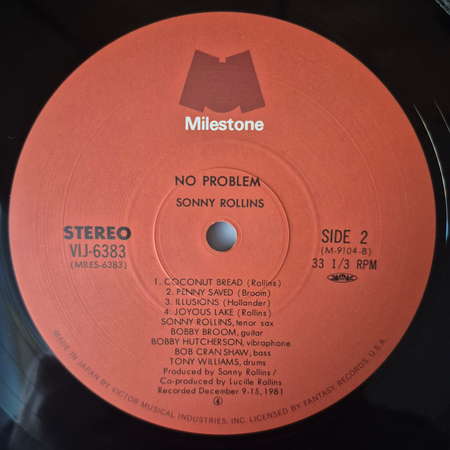 Milestone
NO PROBLEM
SONNY ROLLINS
STEREO
VIJ-6383
(MILES-6383)
SIDE 2
(M-9104-B)
33 1/3 RPM
1. COCONUT BREAD (Rollins)
2. PENNY SAVED (Broom)
3. ILLUSIONS (Hollander)
4. JOYOUS LAKE (Rollins)
SONNY ROLLINS, tenor sax
BOBBY BROOM, guitar
BOBBY HUTCHERSON, vibraphone
BOB CRANSHAW, bass
TONY WILLIAMS, drums
Produced by Sonny Rollins/
Co-produced by Lucille Rollins
Recorded December 9-15, 1981
MADE IN JAPAN BY VICTOR MUSICAL INDUSTRIES, INC. LICENSED BY FANTASY RECORDS, U.S.A.